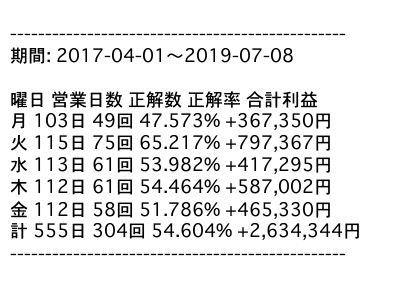 ------------------------------------------------
期間: 2017-04-01〜2019-07-08
曜日 営業日数 正解数 正解率 合計利益
月 103日 49回 47.573% +367,350円
火 115日 75回 65.217% +797,367円
水 113日 61回 53.982% +417,295円
木 112日 61回 54.464% +587,002円
金 112日 58回 51.786% +465,330円
計 555日 304回 54.604% +2,634,344円
------------------------------------------------